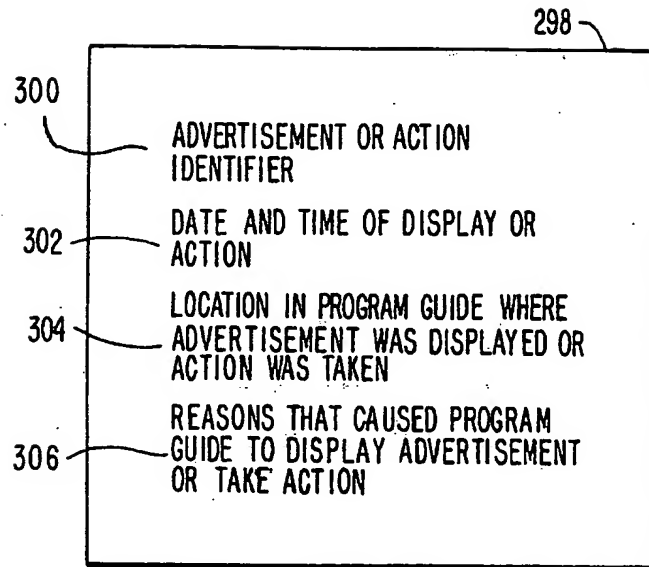 298
300
ADVERTISEMENT OR ACTION
IDENTIFIER
302
DATE AND TIME OF DISPLAY OR
ACTION
304
LOCATION IN PROGRAM GUIDE WHERE
ADVERTISEMENT WAS DISPLAYED OR
ACTION WAS TAKEN
306
REASONS THAT CAUSED PROGRAM
GUIDE TO DISPLAY ADVERTISEMENT
OR TAKE ACTION